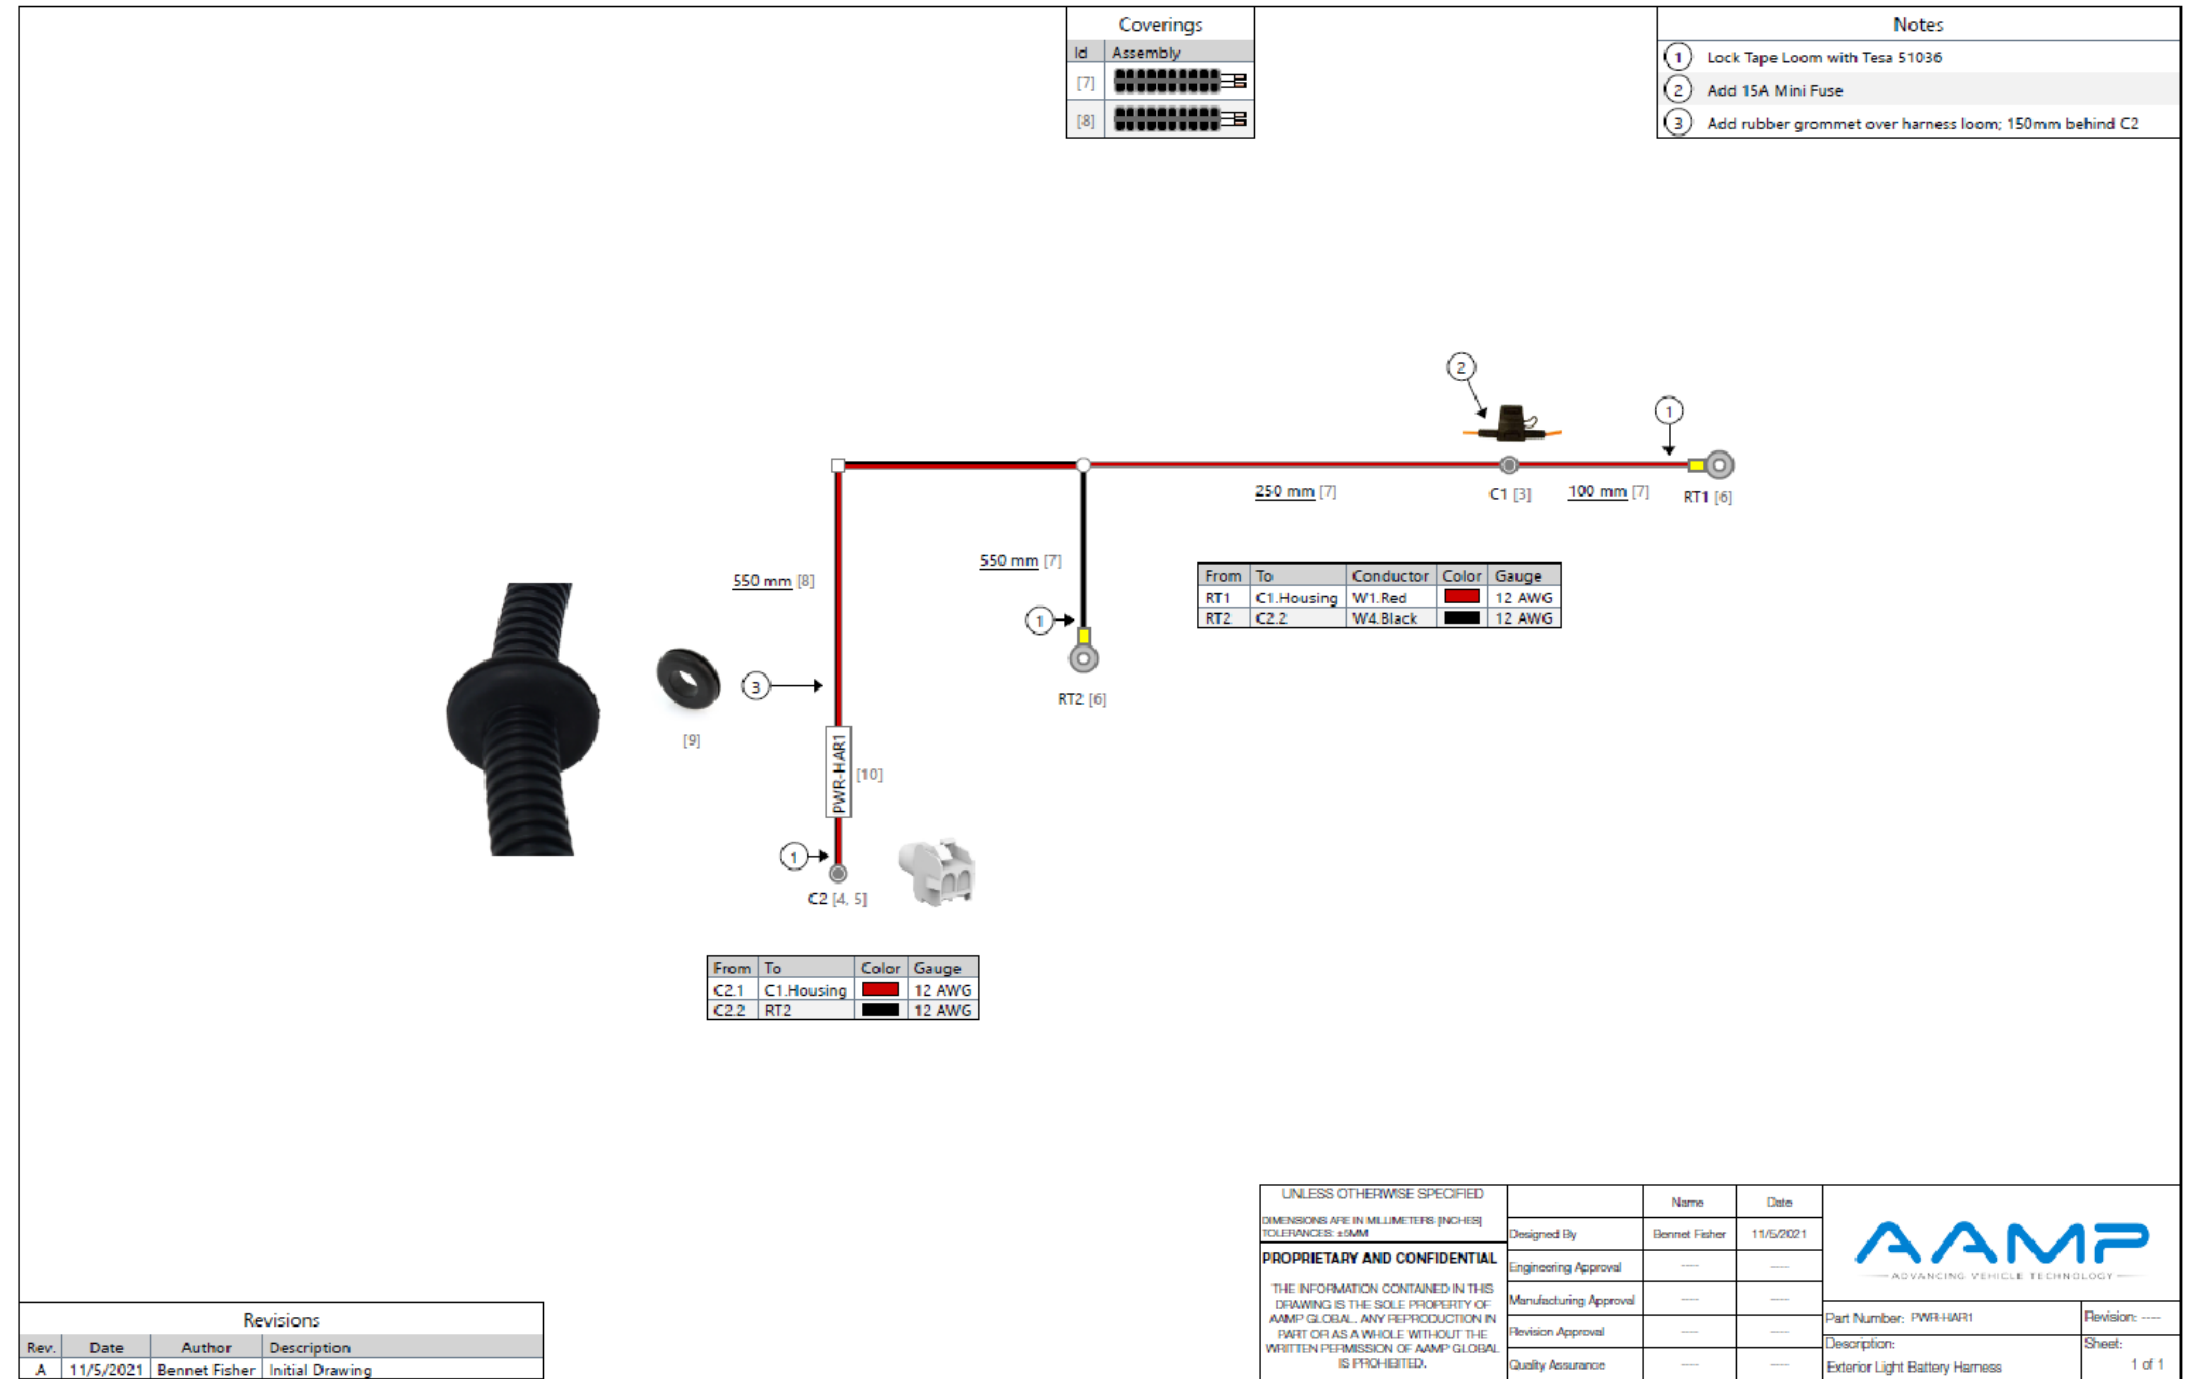 Coverings
Id Assembly
[7]
[8]
Notes
1 Lock Tape Loom with Tesa 51036
2 Add 15A Mini Fuse
3 Add rubber grommet over harness loom; 150mm behind C2
2
1
250 mm [7]
C1 [3]
100 mm [7]
RT1 [6]
550 mm [8]
550 mm [7]
1
RT2 [6]
From To Conductor Color Gauge
RT1 C1.Housing W1.Red 12 AWG
RT2 C2.2 W4.Black 12 AWG
3
[9]
PWR-HAR1
[10]
1
C2 [4, 5]
From To Color Gauge
C2.1 C1.Housing 12 AWG
C2.2 RT2 12 AWG
Revisions
Rev. Date Author Description
A 11/5/2021 Bennet Fisher Initial Drawing
UNLESS OTHERWISE SPECIFIED
DIMENSIONS ARE IN MILLIMETERS [INCHES]
TOLERANCES: ±5MM
PROPRIETARY AND CONFIDENTIAL
THE INFORMATION CONTAINED IN THIS
DRAWING IS THE SOLE PROPERTY OF
AAMP GLOBAL. ANY REPRODUCTION IN
PART OR AS A WHOLE WITHOUT THE
WRITTEN PERMISSION OF AAMP GLOBAL
IS PROHIBITED.
Name Date
Designed By Bennet Fisher 11/5/2021
Engineering Approval ---- ----
Manufacturing Approval ---- ----
Revision Approval ---- ----
Quality Assurance ---- ----
AAMP
ADVANCING VEHICLE TECHNOLOGY
Part Number: PWR-HAR1
Revision: ----
Description:
Exterior Light Battery Harness
Sheet:
1 of 1